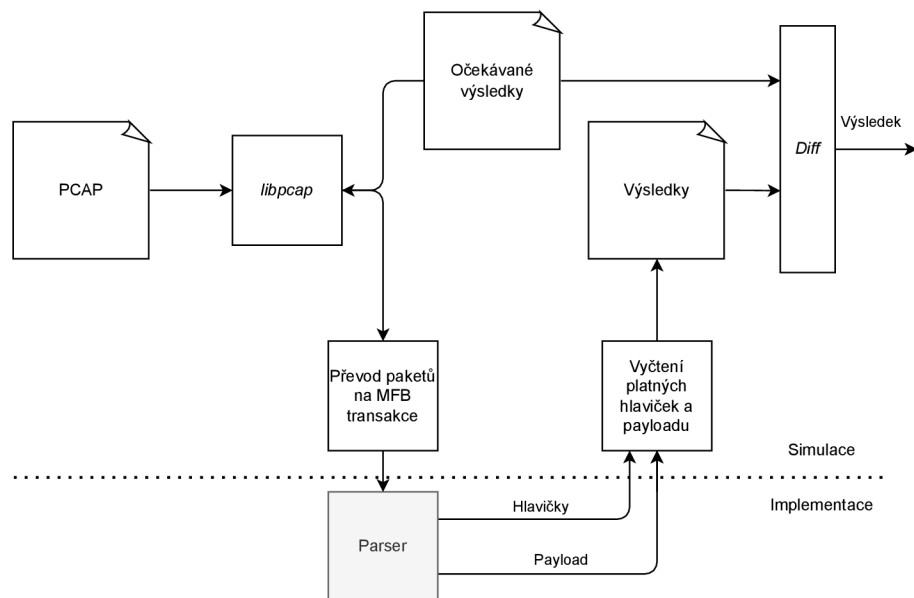 Očekávané
výsledky
Výsledek
PCAP
libpcap
Výsledky
Diff
Převod paketů
na MFB
transakce
Vyčtení
platných
hlaviček a
payloadu
Simulace
Implementace
Hlavičky
Parser
Payload